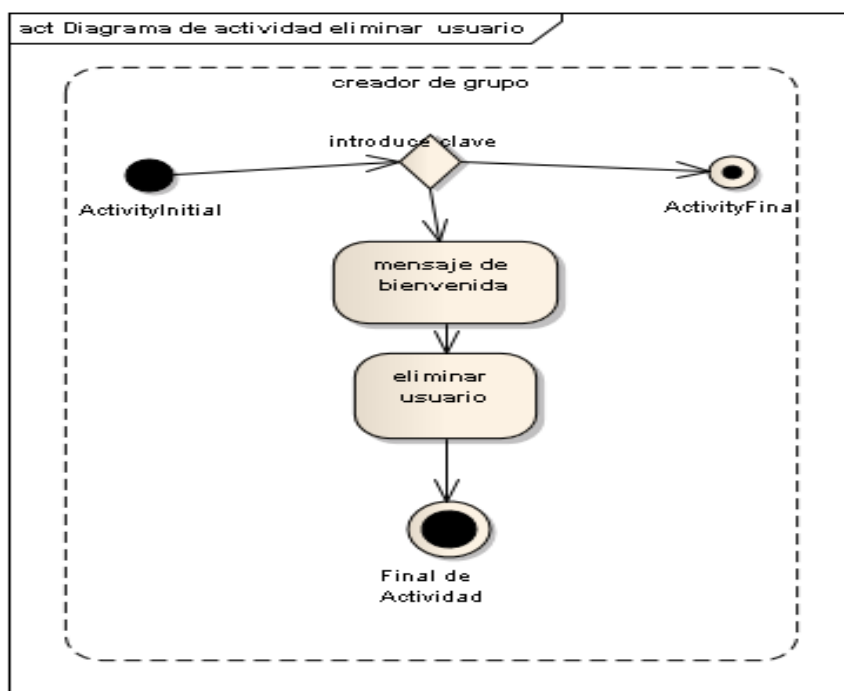 act Diagrama de actividad eliminar usuario
creador de grupo
introduce clave
ActivityInitial
ActivityFinal
mensaje de
bienvenida
eliminar
usuario
Final de
Actividad